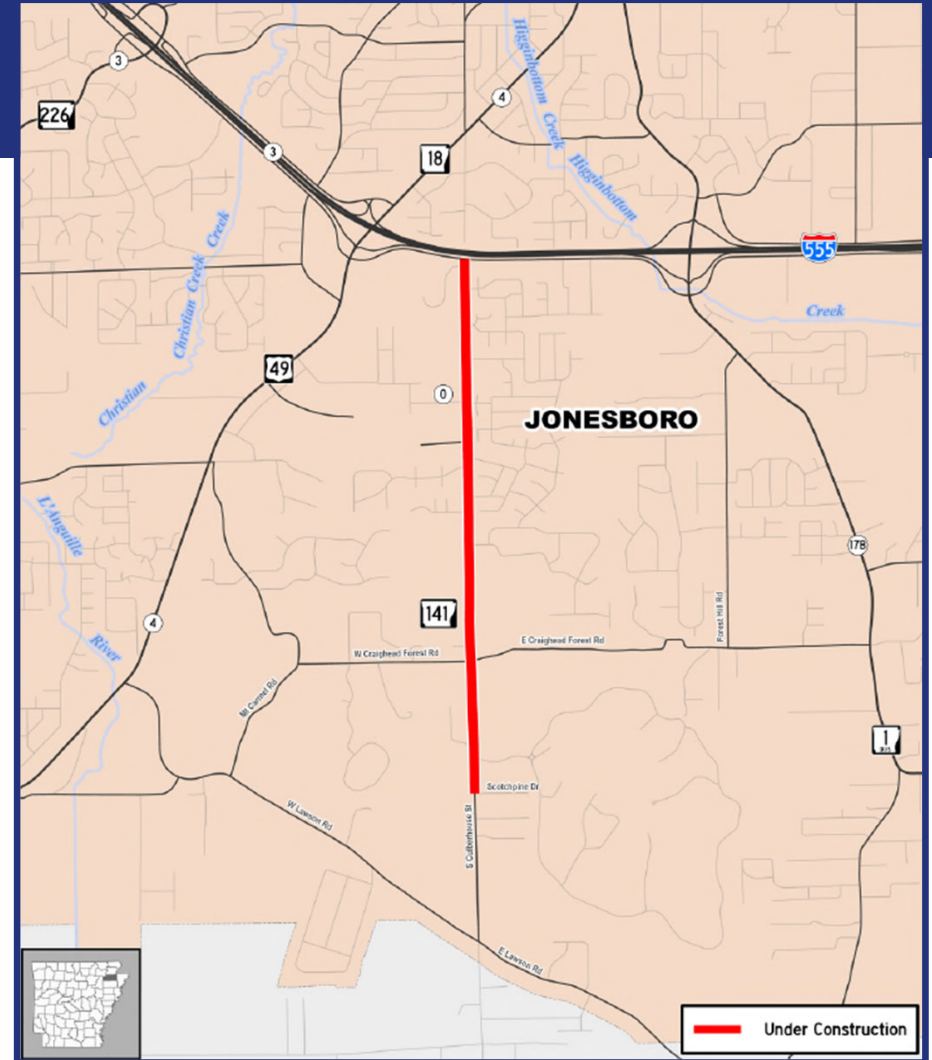 3
226
4
18
3
Higginbottom Creek
Higginbottom
Creek
555
Christian Creek
Creek
Christian
49
0
JONESBORO
L'Anguille
River
178
141
4
Forest Hill Rd
E Craighead Forest Rd
W Craighead Forest Rd
Mt Carmel Rd
1
Scotchpine Dr
S Culberhouse St
W Lawson Rd
E Lawson Rd
Under Construction